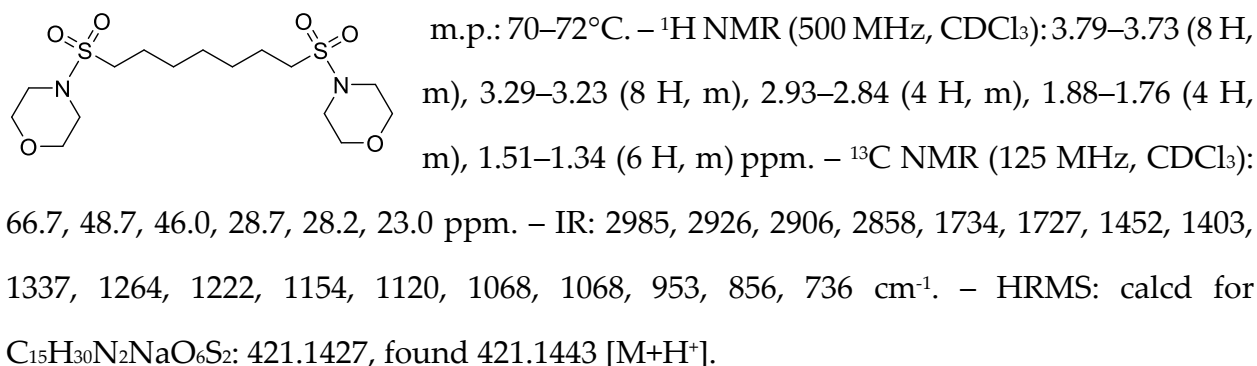 O O O O
S S
N N
O O
m.p.: 70–72°C. – ¹H NMR (500 MHz, CDCl₃): 3.79–3.73 (8 H,
m), 3.29–3.23 (8 H, m), 2.93–2.84 (4 H, m), 1.88–1.76 (4 H,
m), 1.51–1.34 (6 H, m) ppm. – ¹³C NMR (125 MHz, CDCl₃):
66.7, 48.7, 46.0, 28.7, 28.2, 23.0 ppm. – IR: 2985, 2926, 2906, 2858, 1734, 1727, 1452, 1403,
1337, 1264, 1222, 1154, 1120, 1068, 1068, 953, 856, 736 cm⁻¹. – HRMS: calcd for
C₁₅H₃₀N₂NaO₆S₂: 421.1427, found 421.1443 [M+H⁺].